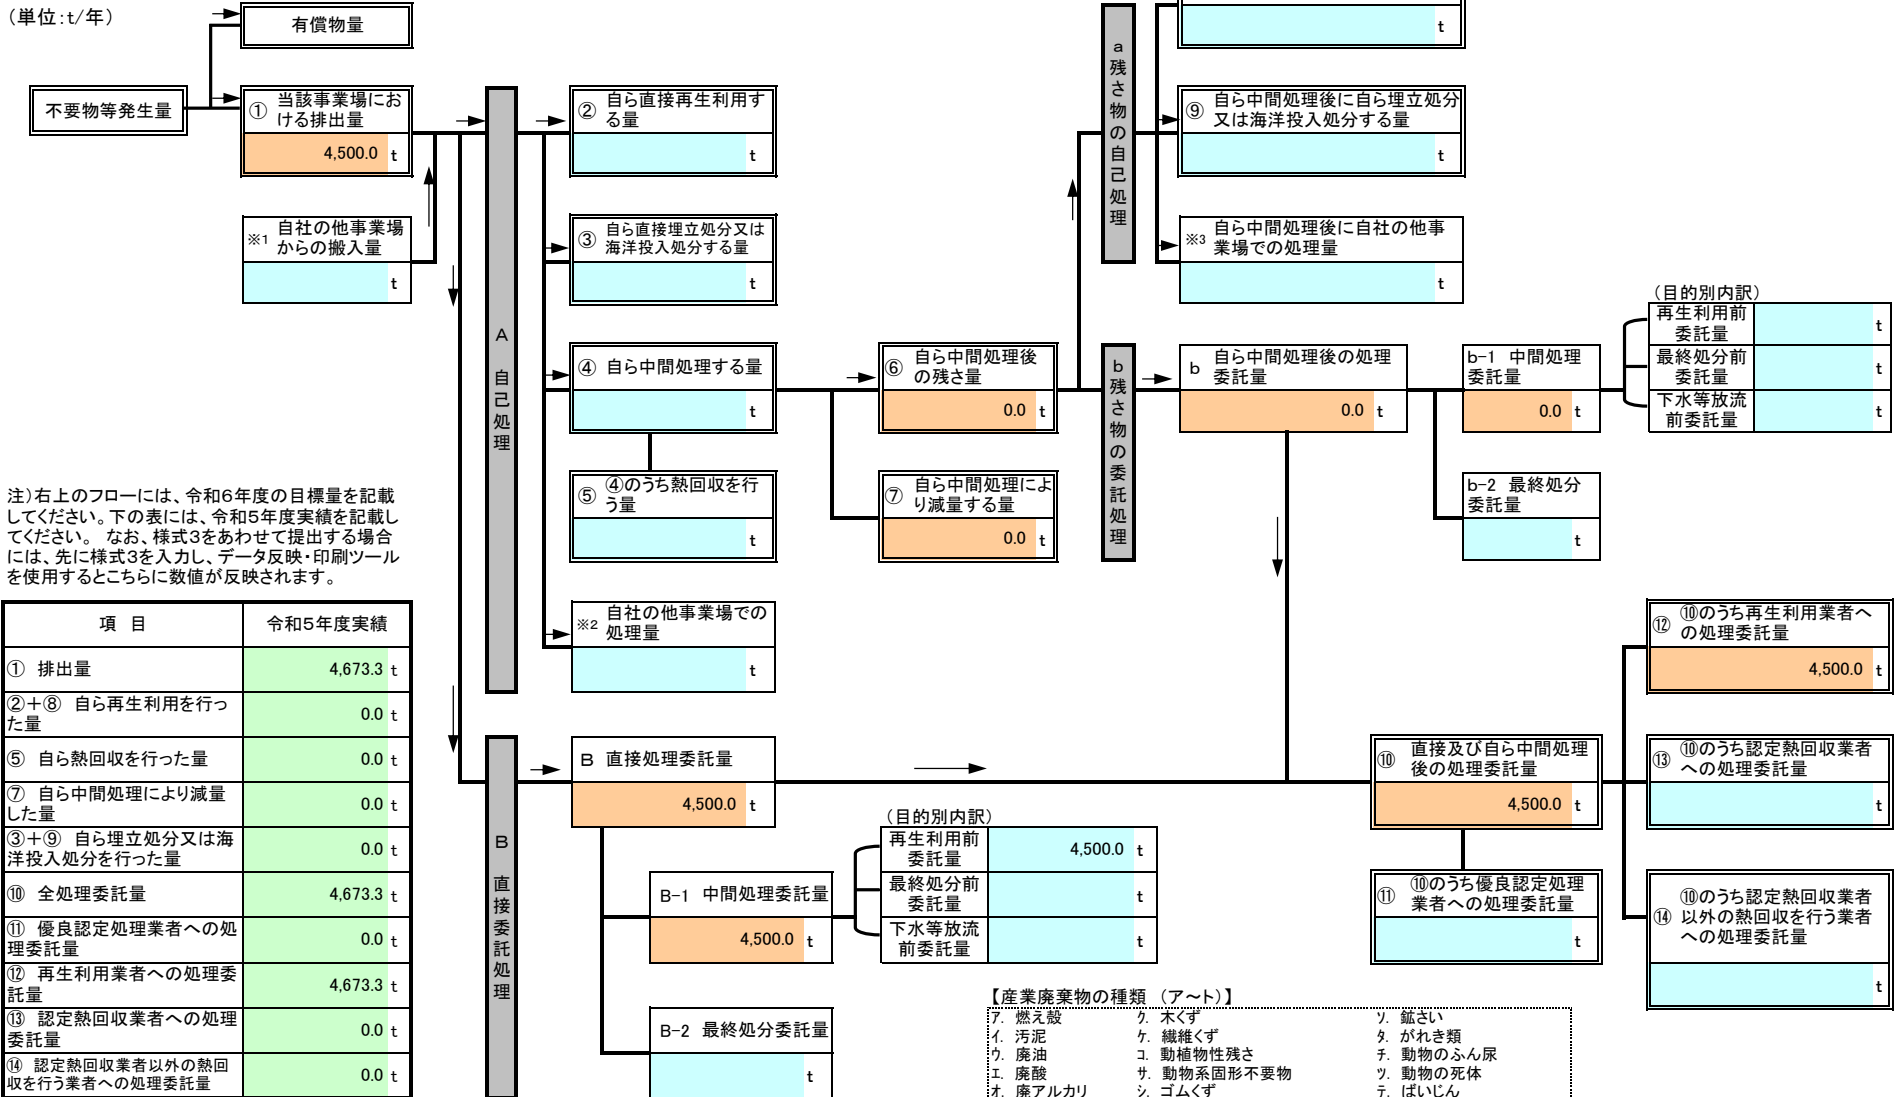 （単位:t/年）
有償物量
不要物等発生量
① 当該事業場にお
ける排出量
4,500.0 t
※1 自社の他事業場
からの搬入量
t
A 自己処理
② 自ら直接再生利用す
る量
t
③ 自ら直接埋立処分又は
海洋投入処分する量
t
④ 自ら中間処理する量
t
⑤ ④のうち熱回収を行
う量
t
※2 自社の他事業場での
処理量
t
⑥ 自ら中間処理後
の残さ量
0.0 t
⑦ 自ら中間処理によ
り減量する量
0.0 t
a残さ物の自己処理
t
⑨ 自ら中間処理後に自ら埋立処分
又は海洋投入処分する量
t
※3 自ら中間処理後に自社の他事
業場での処理量
t
b残さ物の委託処理
b 自ら中間処理後の処理
委託量
0.0 t
b-1 中間処理
委託量
0.0 t
b-2 最終処分
委託量
t
（目的別内訳）
再生利用前
委託量
t
最終処分前
委託量
t
下水等放流
前委託量
t
注）右上のフローには、令和6年度の目標量を記載
してください。下の表には、令和5年度実績を記載し
てください。 なお、様式3をあわせて提出する場合
には、先に様式3を入力し、データ反映・印刷ツール
を使用するとこちらに数値が反映されます。
項 目 令和5年度実績
① 排出量 4,673.3 t
②+⑧ 自ら再生利用を行っ
た量
0.0 t
⑤ 自ら熱回収を行った量 0.0 t
⑦ 自ら中間処理により減量
した量
0.0 t
③+⑨ 自ら埋立処分又は海
洋投入処分を行った量
0.0 t
⑩ 全処理委託量 4,673.3 t
⑪ 優良認定処理業者への処
理委託量
0.0 t
⑫ 再生利用業者への処理委
託量
4,673.3 t
⑬ 認定熱回収業者への処理
委託量
0.0 t
⑭ 認定熱回収業者以外の熱回
収を行う業者への処理委託量
0.0 t
B 直接委託処理
B 直接処理委託量
4,500.0 t
B-1 中間処理委託量
4,500.0 t
B-2 最終処分委託量
t
（目的別内訳）
再生利用前
委託量
4,500.0 t
最終処分前
委託量
t
下水等放流
前委託量
t
⑩ 直接及び自ら中間処理
後の処理委託量
4,500.0 t
⑪ ⑩のうち優良認定処理
業者への処理委託量
t
⑫ ⑩のうち再生利用業者へ
の処理委託量
4,500.0 t
⑬ ⑩のうち認定熱回収業者
への処理委託量
t
⑭ ⑩のうち認定熱回収業者
以外の熱回収を行う業者
への処理委託量
t
【産業廃棄物の種類 （ア～ト）】
ア. 燃え殻 ク. 木くず ソ. 鉱さい
イ. 汚泥 ケ. 繊維くず タ. がれき類
ウ. 廃油 コ. 動植物性残さ チ. 動物のふん尿
エ. 廃酸 サ. 動物系固形不要物 ツ. 動物の死体
オ. 廃アルカリ シ. ゴムくず テ. ばいじん